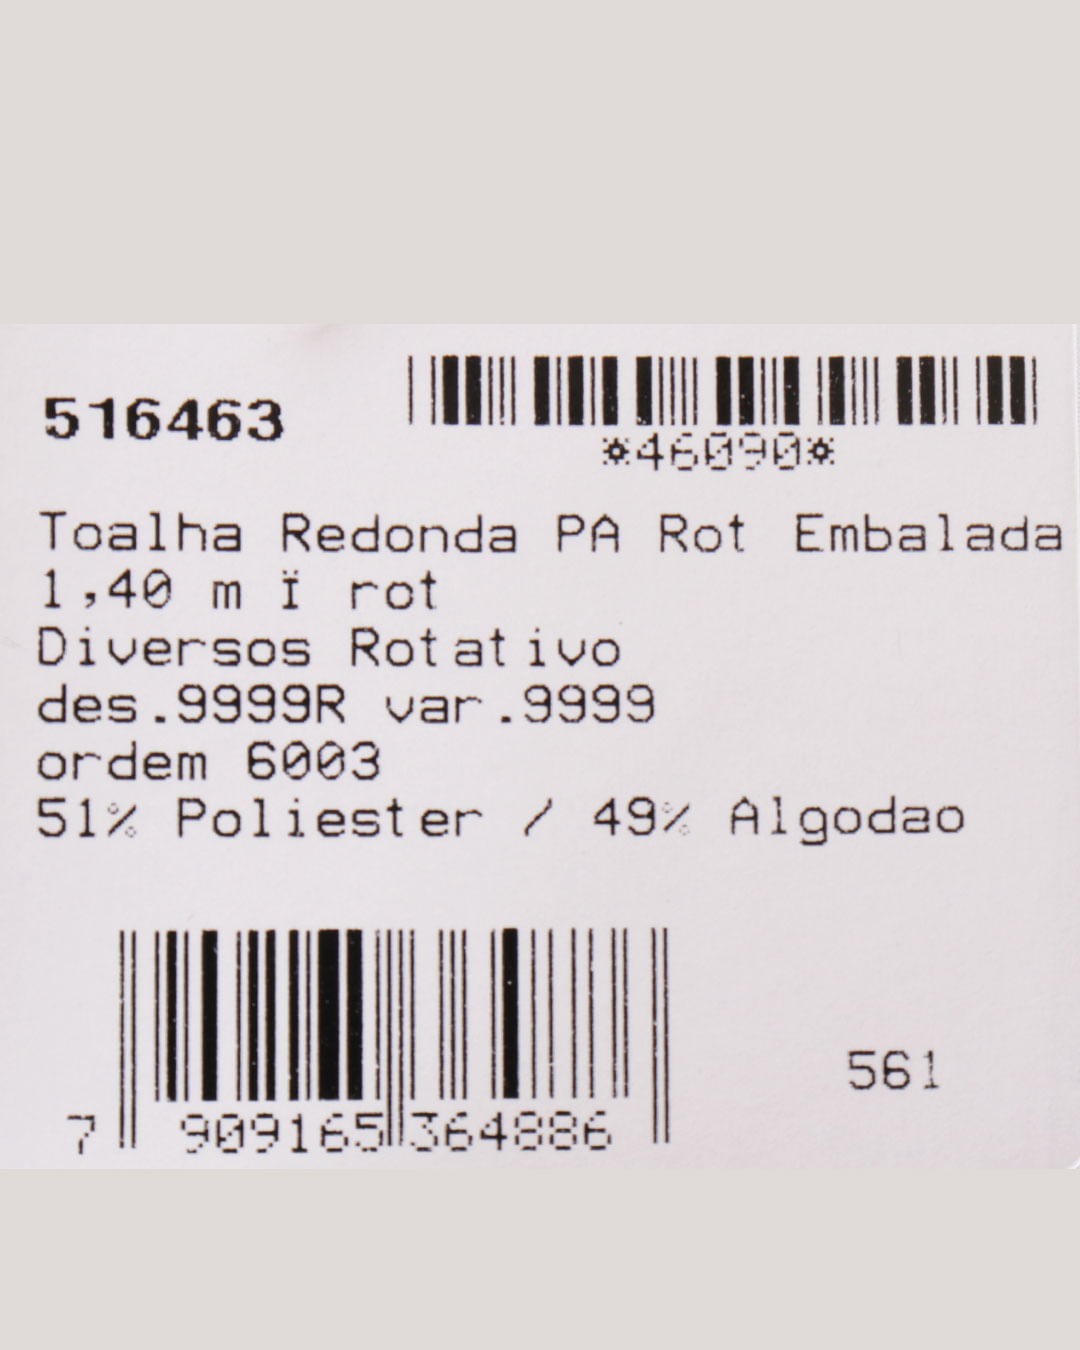 516463
*46090*
Toalha Redonda PA Rot Embalada
1,40 m Ï rot
Diversos Rotativo
des.9999R var.9999
ordem 6003
51% Poliester / 49% Algodao
561
7 909165 364886